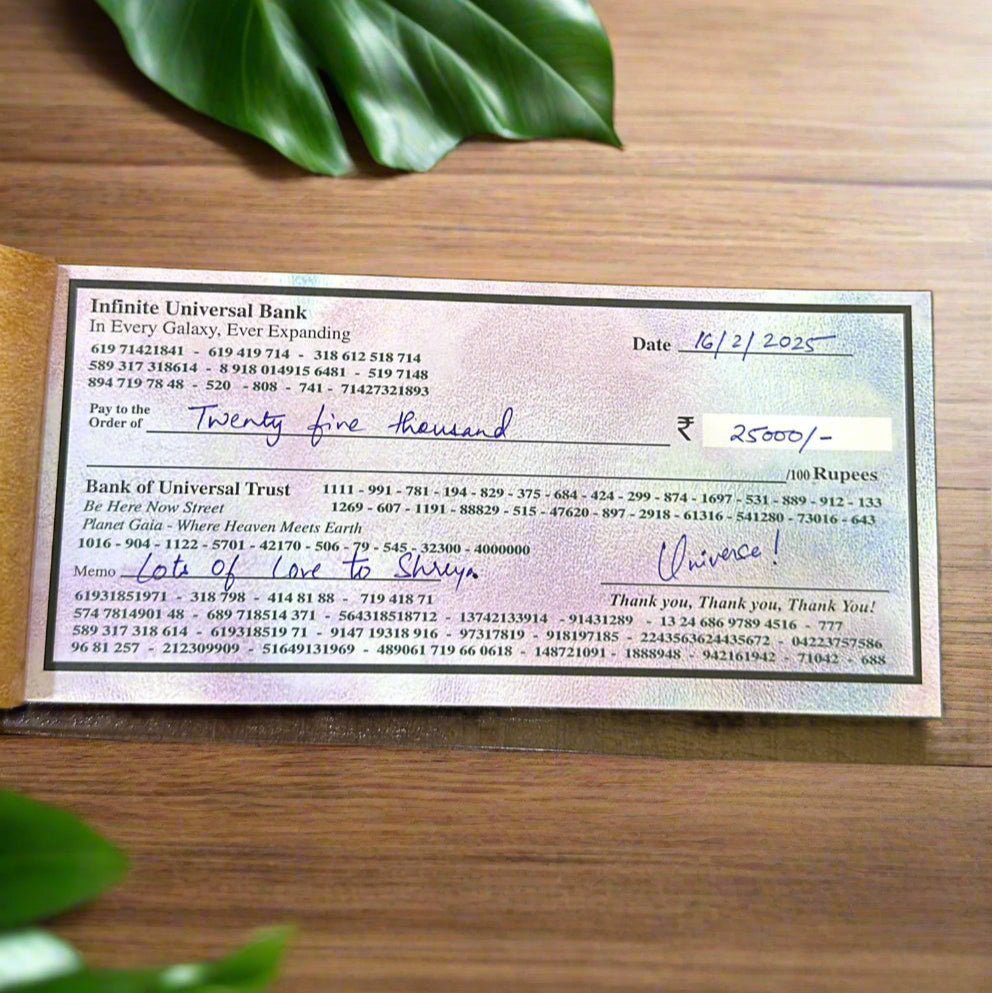 Infinite Universal Bank
In Every Galaxy, Ever Expanding
Date 16/2/2025
619 71421841 - 619 419 714 - 318 612 518 714
589 317 318614 - 8 918 014915 6481 - 519 7148
894 719 78 48 - 520 - 808 - 741 - 71427321893
Pay to the
Order of Twenty five thousand ₹ 25000/-
/100 Rupees
Bank of Universal Trust 1111 - 991 - 781 - 194 - 829 - 375 - 684 - 424 - 299 - 874 - 1697 - 531 - 889 - 912 - 133
Be Here Now Street 1269 - 607 - 1191 - 88829 - 515 - 47620 - 897 - 2918 - 61316 - 541280 - 73016 - 643
Planet Gaia - Where Heaven Meets Earth
1016 - 904 - 1122 - 5701 - 42170 - 506 - 79 - 545 - 32300 - 4000000
Memo Lots of love to Shreya Universe!
61931851971 - 318 798 - 414 81 88 - 719 418 71 Thank you, Thank you, Thank You!
574 7814901 48 - 689 718514 371 - 564318518712 - 13742133914 - 91431289 - 13 24 686 9789 4516 - 777
589 317 318 614 - 619318519 71 - 9147 19318 916 - 97317819 - 918197185 - 2243563624435672 - 04223757586
96 81 257 - 212309909 - 51649131969 - 489061 719 66 0618 - 148721091 - 1888948 - 942161942 - 71042 - 688